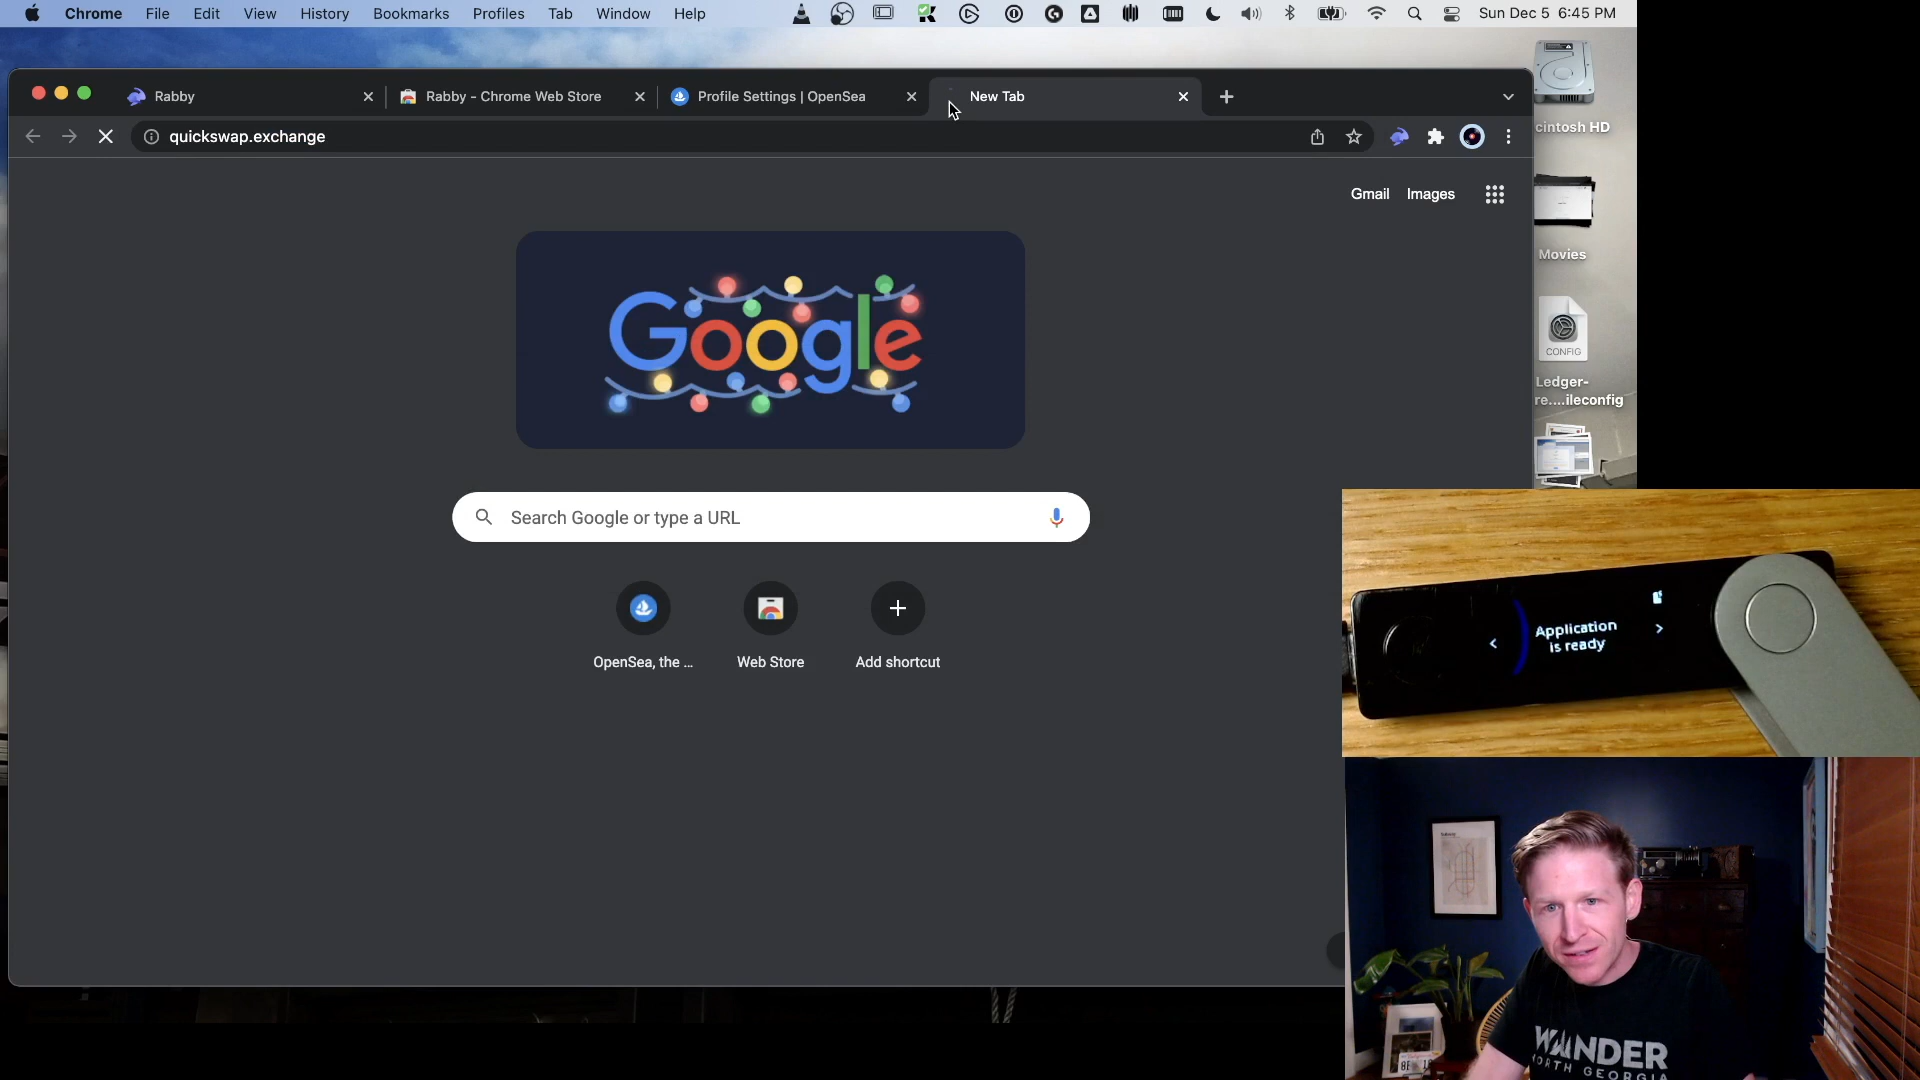 Chrome File Edit View History Bookmarks Profiles Tab Window Help Sun Dec 5 6:45 PM
Rabby Rabby - Chrome Web Store Profile Settings | OpenSea New Tab
quickswap.exchange
Gmail Images
Google
Search Google or type a URL
OpenSea, the ... Web Store Add shortcut
cintosh HD
Movies
CONFIG
Ledger-
re....ileconfig
Application
is ready
WANDER
NORTH GEORGIA